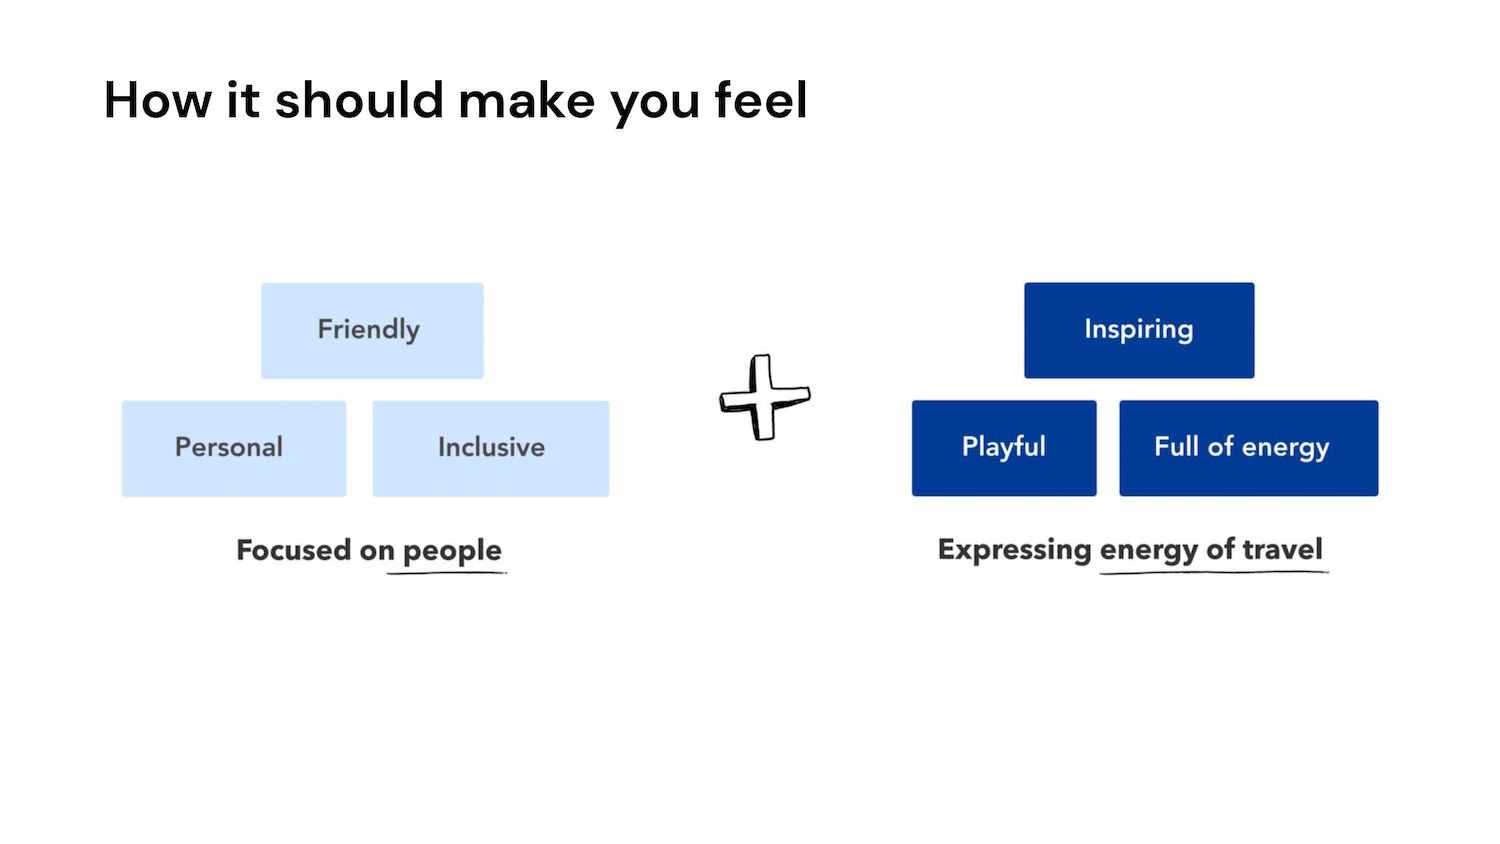 How it should make you feel
Friendly
Personal
Inclusive
Focused on people
Inspiring
Playful
Full of energy
Expressing energy of travel